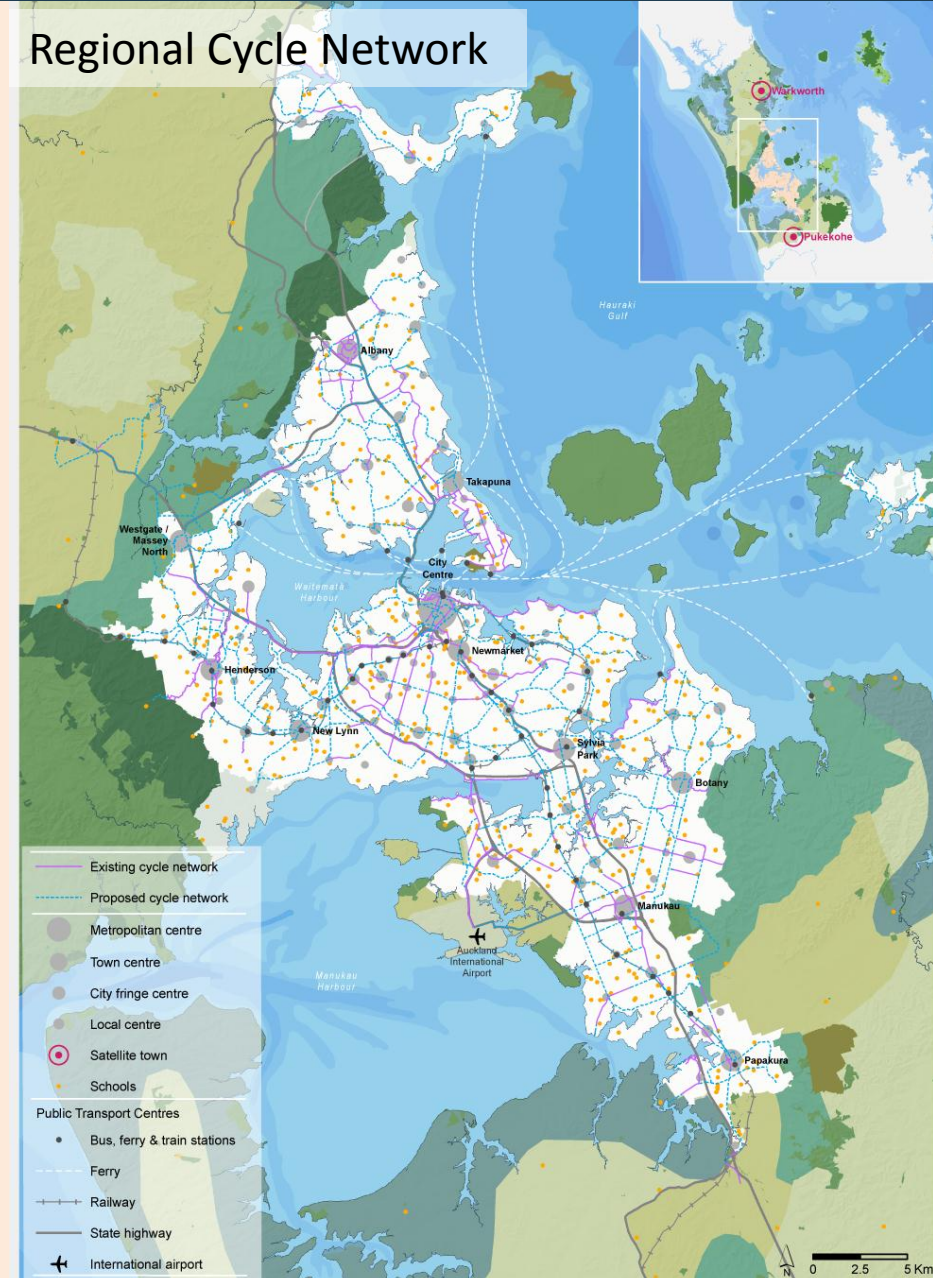 Regional Cycle Network
Warkworth
Pukekohe
Hauraki
Gulf
Albany
Takapuna
Westgate /
Massey
North
City
Centre
Waitematā
Harbour
Newmarket
Henderson
New Lynn
Sylvia
Park
Botany
Manukau
Auckland
International
Airport
Manukau
Harbour
Papakura
Existing cycle network
Proposed cycle network
Metropolitan centre
Town centre
City fringe centre
Local centre
Satellite town
Schools
Public Transport Centres
Bus, ferry & train stations
Ferry
Railway
State highway
International airport
N
0 2.5 5 Km